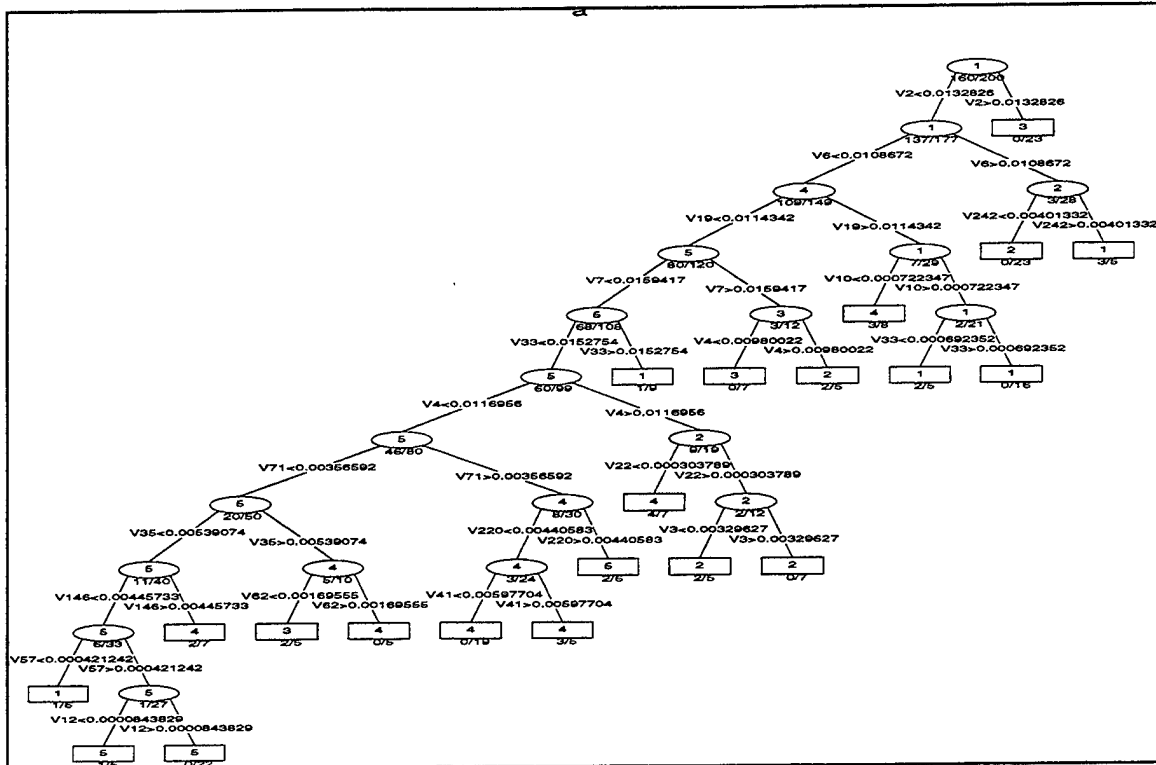 a
1
160/200
V2<0.0132826 V2>0.0132826
1 3
137/177 0/23
V6<0.0108672 V6>0.0108672
4 2
109/149 3/28
V19<0.0114342 V19>0.0114342 V242<0.00401332 V242>0.00401332
5 1 2 1
80/120 7/29 0/23 3/5
V7<0.0159417 V7>0.0159417 V10<0.000722347 V10>0.000722347
5 3 4 1
68/108 3/12 3/8 2/21
V33<0.0152754 V33>0.0152754 V4<0.00980022 V4>0.00980022 V33<0.000692352 V33>0.000692352
5 1 3 2 1 1
60/99 1/9 0/7 2/5 2/5 0/16
V4<0.0116956 V4>0.0116956
5 2
46/80 9/19
V71<0.00356592 V71>0.00356592 V22<0.000303789 V22>0.000303789
5 4 4 2
20/50 8/30 4/7 2/12
V35<0.00539074 V35>0.00539074 V220<0.00440583 V220>0.00440583 V3<0.00329627 V3>0.00329627
5 4 4 5 2 2
11/40 5/10 3/24 2/6 2/5 0/7
V146<0.00445733 V146>0.00445733 V62<0.00169555 V62>0.00169555 V41<0.00597704 V41>0.00597704
5 4 3 4 4 4
6/33 2/7 2/5 0/5 0/19 3/5
V57<0.000421242 V57>0.000421242
1 5
1/6 1/27
V12<0.0000843829 V12>0.0000843829
5 5
1/5 0/22